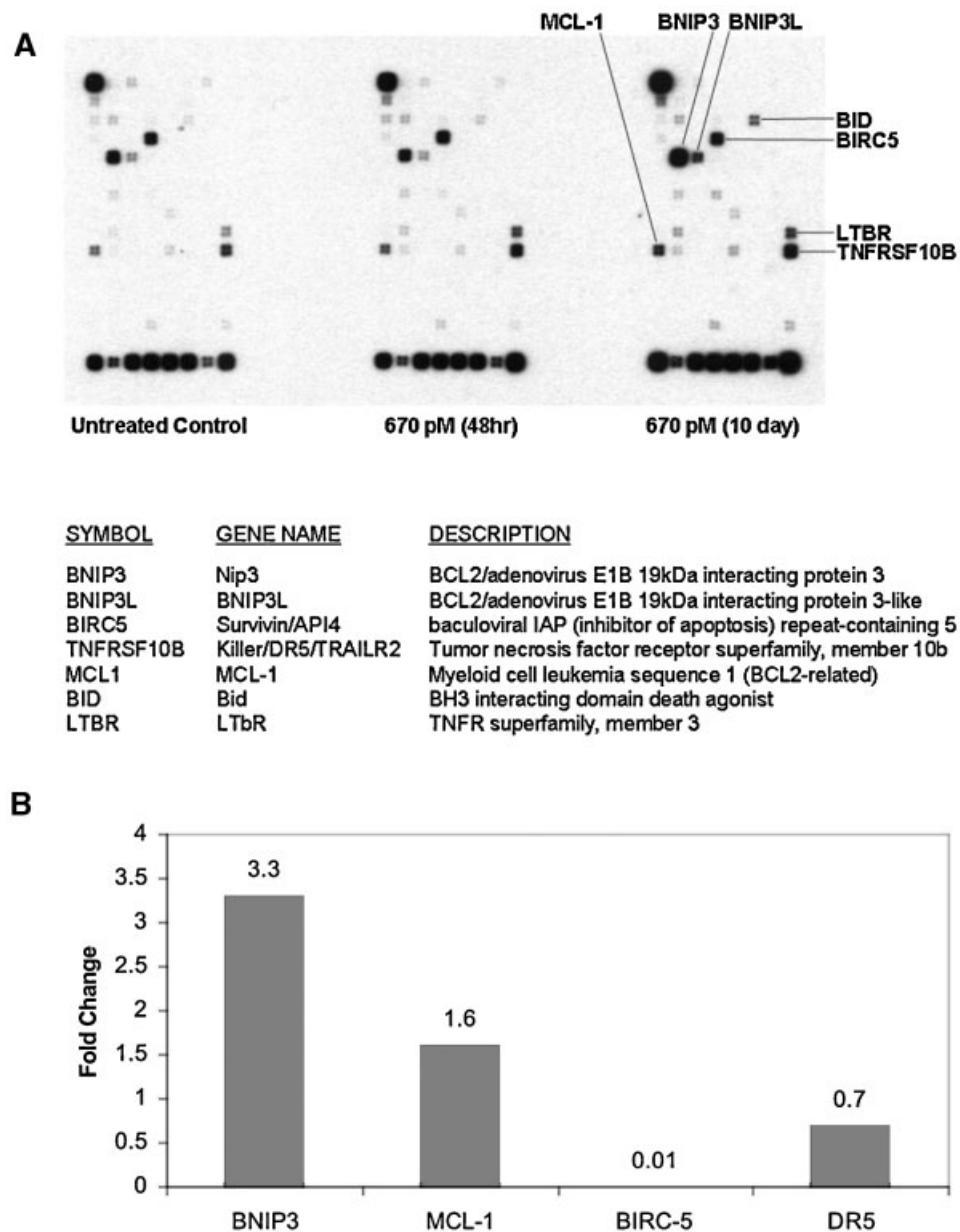 A
MCL-1 BNIP3 BNIP3L
BID
BIRC5
LTBR
TNFRSF10B
Untreated Control 670 pM (48hr) 670 pM (10 day)
SYMBOL GENE NAME DESCRIPTION
BNIP3 Nip3 BCL2/adenovirus E1B 19kDa interacting protein 3
BNIP3L BNIP3L BCL2/adenovirus E1B 19kDa interacting protein 3-like
BIRC5 Survivin/API4 baculoviral IAP (inhibitor of apoptosis) repeat-containing 5
TNFRSF10B Killer/DR5/TRAILR2 Tumor necrosis factor receptor superfamily, member 10b
MCL1 MCL-1 Myeloid cell leukemia sequence 1 (BCL2-related)
BID Bid BH3 interacting domain death agonist
LTBR LTbR TNFR superfamily, member 3
B
Fold Change
4
3.5
3
2.5
2
1.5
1
0.5
0
3.3
1.6
0.01
0.7
BNIP3 MCL-1 BIRC-5 DR5